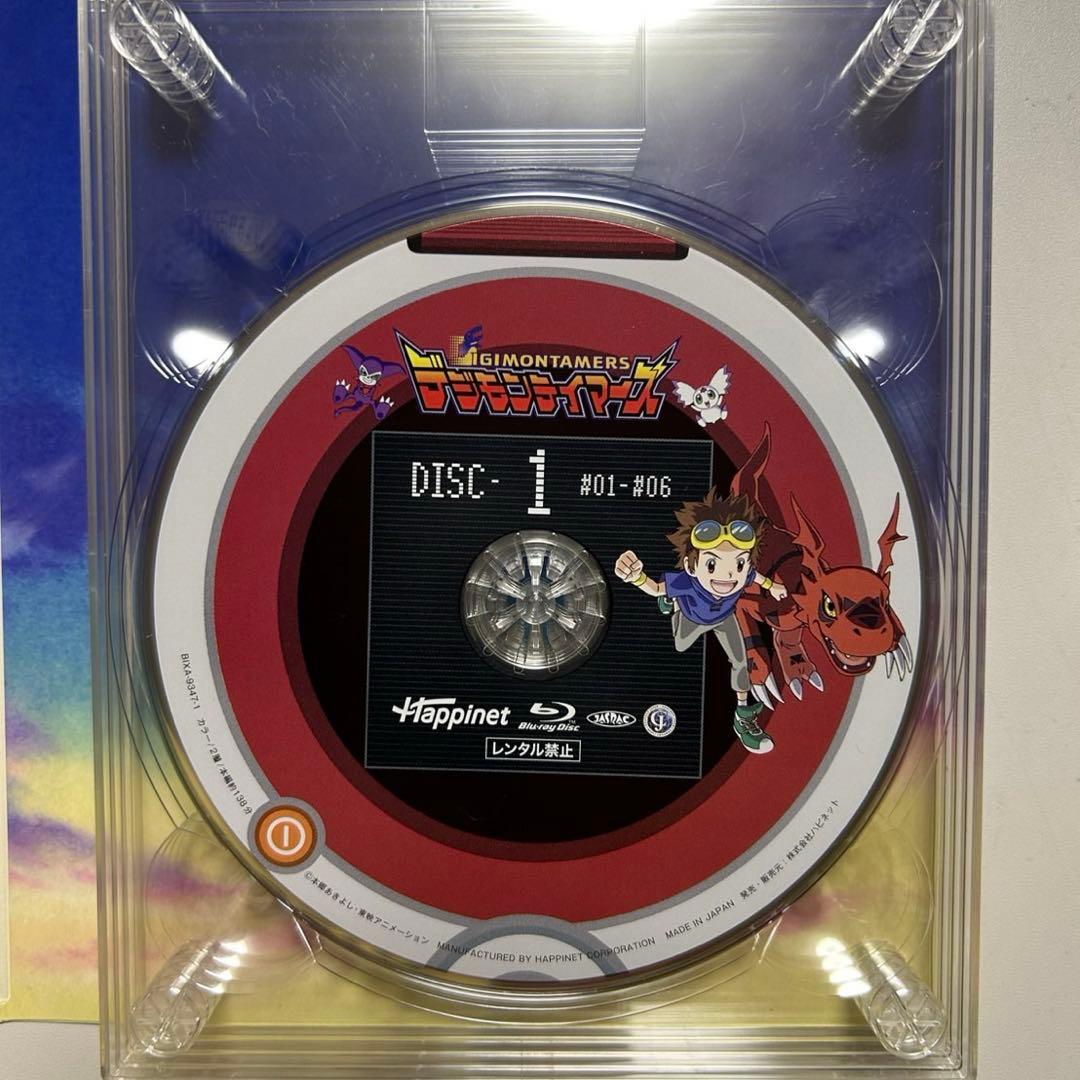 DIGIMONTAMERS
デジモンテイマーズ
DISC-1 #01-#06
Happinet
Blu-ray Disc TM
JASRAC
レンタル禁止
BIXA-9347-1 カラー/2層/本編約138分
©本郷あきよし・東映アニメーション
MANUFACTURED BY HAPPINET CORPORATION MADE IN JAPAN 発売・販売元:株式会社ハピネット